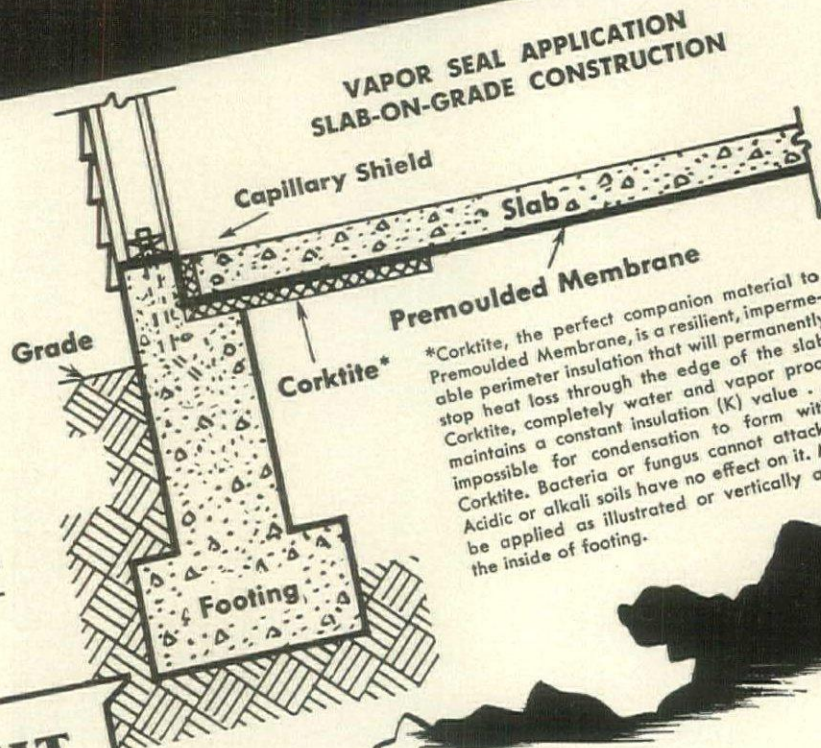 VAPOR SEAL APPLICATION
SLAB-ON-GRADE CONSTRUCTION
Capillary Shield
Slab
Premoulded Membrane
Grade
Corktite*
*Corktite, the perfect companion material to
Premoulded Membrane, is a resilient, imperme-
able perimeter insulation that will permanently
stop heat loss through the edge of the slab
Corktite, completely water and vapor
maintains a constant insulation (K) value .
impossible for condensation to form
Corktite. Bacteria or fungus cannot attack
Acidic or alkali soils have no effect on it.
be applied as illustrated or vertically
the inside of footing.
Footing